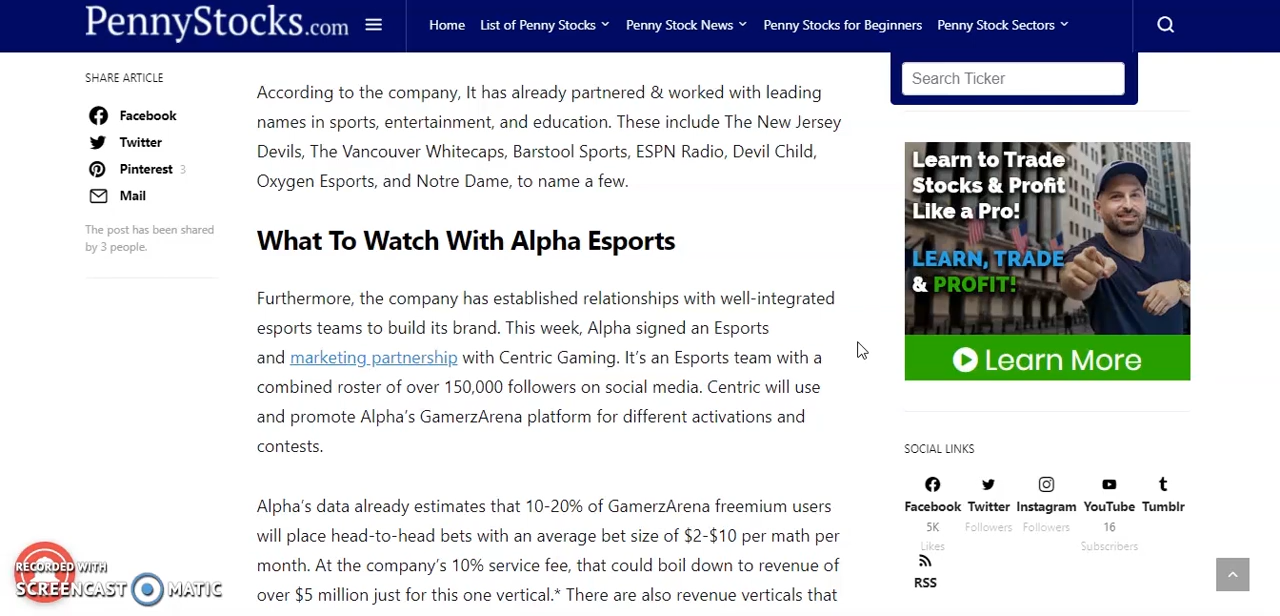 PennyStocks.com
Home List of Penny Stocks Penny Stock News Penny Stocks for Beginners Penny Stock Sectors
Search Ticker
SHARE ARTICLE
Facebook
Twitter
Pinterest 3
Mail
The post has been shared
by 3 people.
According to the company, It has already partnered & worked with leading
names in sports, entertainment, and education. These include The New Jersey
Devils, The Vancouver Whitecaps, Barstool Sports, ESPN Radio, Devil Child,
Oxygen Esports, and Notre Dame, to name a few.
What To Watch With Alpha Esports
Furthermore, the company has established relationships with well-integrated
esports teams to build its brand. This week, Alpha signed an Esports
and marketing partnership with Centric Gaming. It's an Esports team with a
combined roster of over 150,000 followers on social media. Centric will use
and promote Alpha's GamerzArena platform for different activations and
contests.
Alpha's data already estimates that 10-20% of GamerzArena freemium users
will place head-to-head bets with an average bet size of $2-$10 per math per
month. At the company's 10% service fee, that could boil down to revenue of
over $5 million just for this one vertical.* There are also revenue verticals that
Learn to Trade
Stocks & Profit
Like a Pro!
LEARN, TRADE
& PROFIT!
Learn More
SOCIAL LINKS
Facebook Twitter Instagram YouTube Tumblr
5K Followers Followers 16
Likes Subscribers
RSS
RECORDED WITH
SCREENCAST MATIC